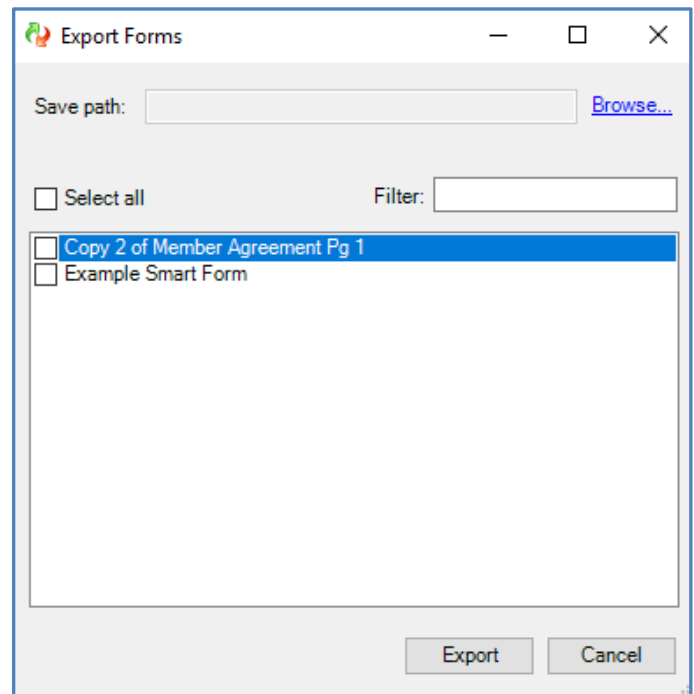 Export Forms
Save path: Browse...
Select all Filter:
Copy 2 of Member Agreement Pg 1
Example Smart Form
Export Cancel